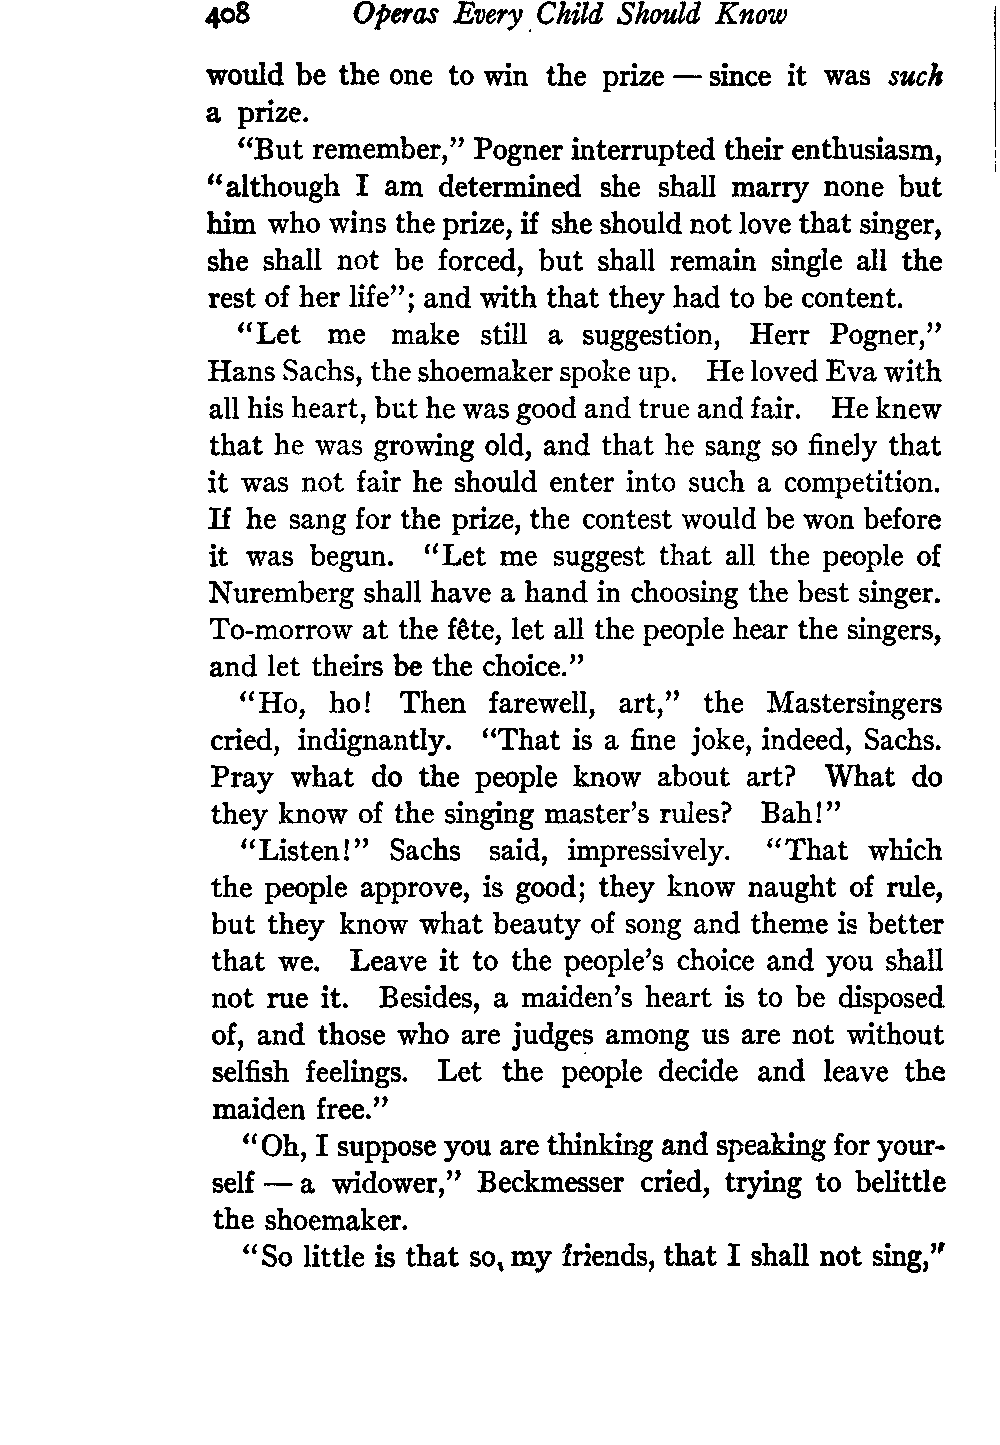 408 Operas Every Child Should Know
would be the one to win the prize — since it was such
a prize.
"But remember," Pogner interrupted their enthusiasm,
"although I am determined she shall marry none but
him who wins the prize, if she should not love that singer,
she shall not be forced, but shall remain single all the
rest of her life"; and with that they had to be content.
"Let me make still a suggestion, Herr Pogner,"
Hans Sachs, the shoemaker spoke up. He loved Eva with
all his heart, but he was good and true and fair. He knew
that he was growing old, and that he sang so finely that
it was not fair he should enter into such a competition.
If he sang for the prize, the contest would be won before
it was begun. "Let me suggest that all the people of
Nuremberg shall have a hand in choosing the best singer.
To-morrow at the fête, let all the people hear the singers,
and let theirs be the choice."
"Ho, ho! Then farewell, art," the Mastersingers
cried, indignantly. "That is a fine joke, indeed, Sachs.
Pray what do the people know about art? What do
they know of the singing master's rules? Bah!"
"Listen!" Sachs said, impressively. "That which
the people approve, is good; they know naught of rule,
but they know what beauty of song and theme is better
that we. Leave it to the people's choice and you shall
not rue it. Besides, a maiden's heart is to be disposed
of, and those who are judges among us are not without
selfish feelings. Let the people decide and leave the
maiden free."
"Oh, I suppose you are thinking and speaking for your-
self — a widower," Beckmesser cried, trying to belittle
the shoemaker.
"So little is that so, my friends, that I shall not sing,"